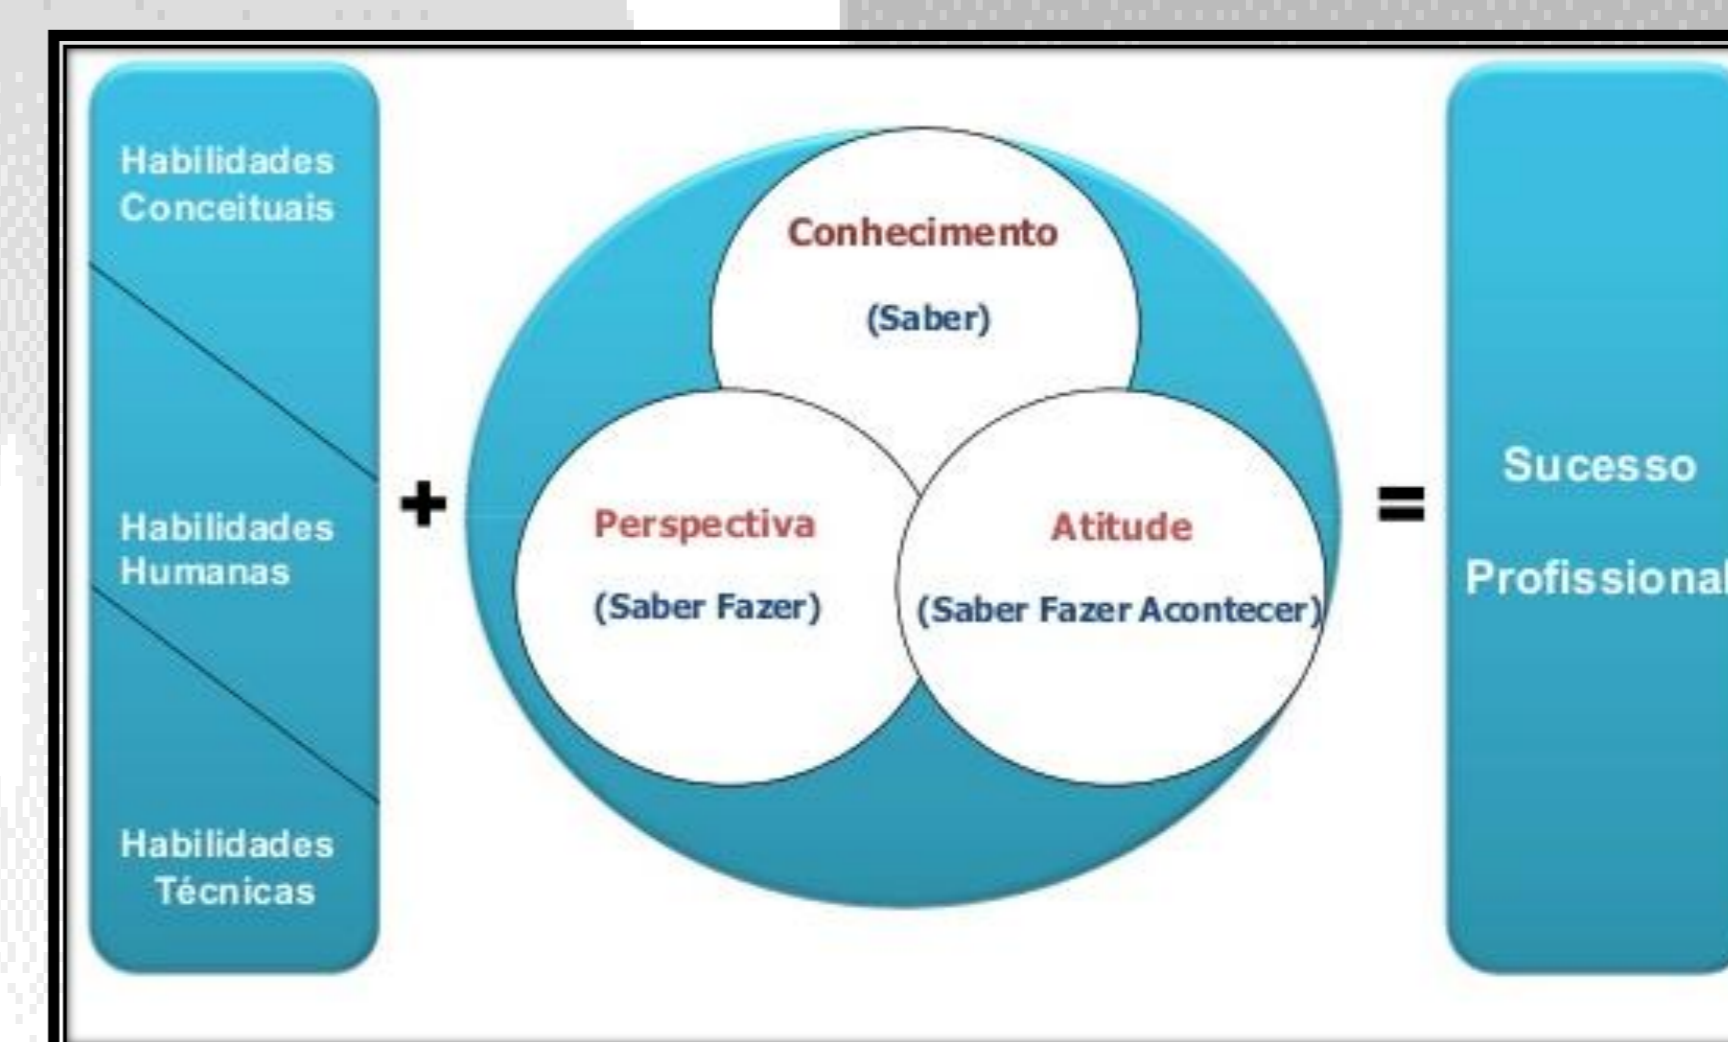 Habilidades
Conceituais
Habilidades
Humanas
Habilidades
Técnicas
+
Conhecimento
(Saber)
Perspectiva
(Saber Fazer)
Atitude
(Saber Fazer Acontecer)
=
Sucesso
Profissional